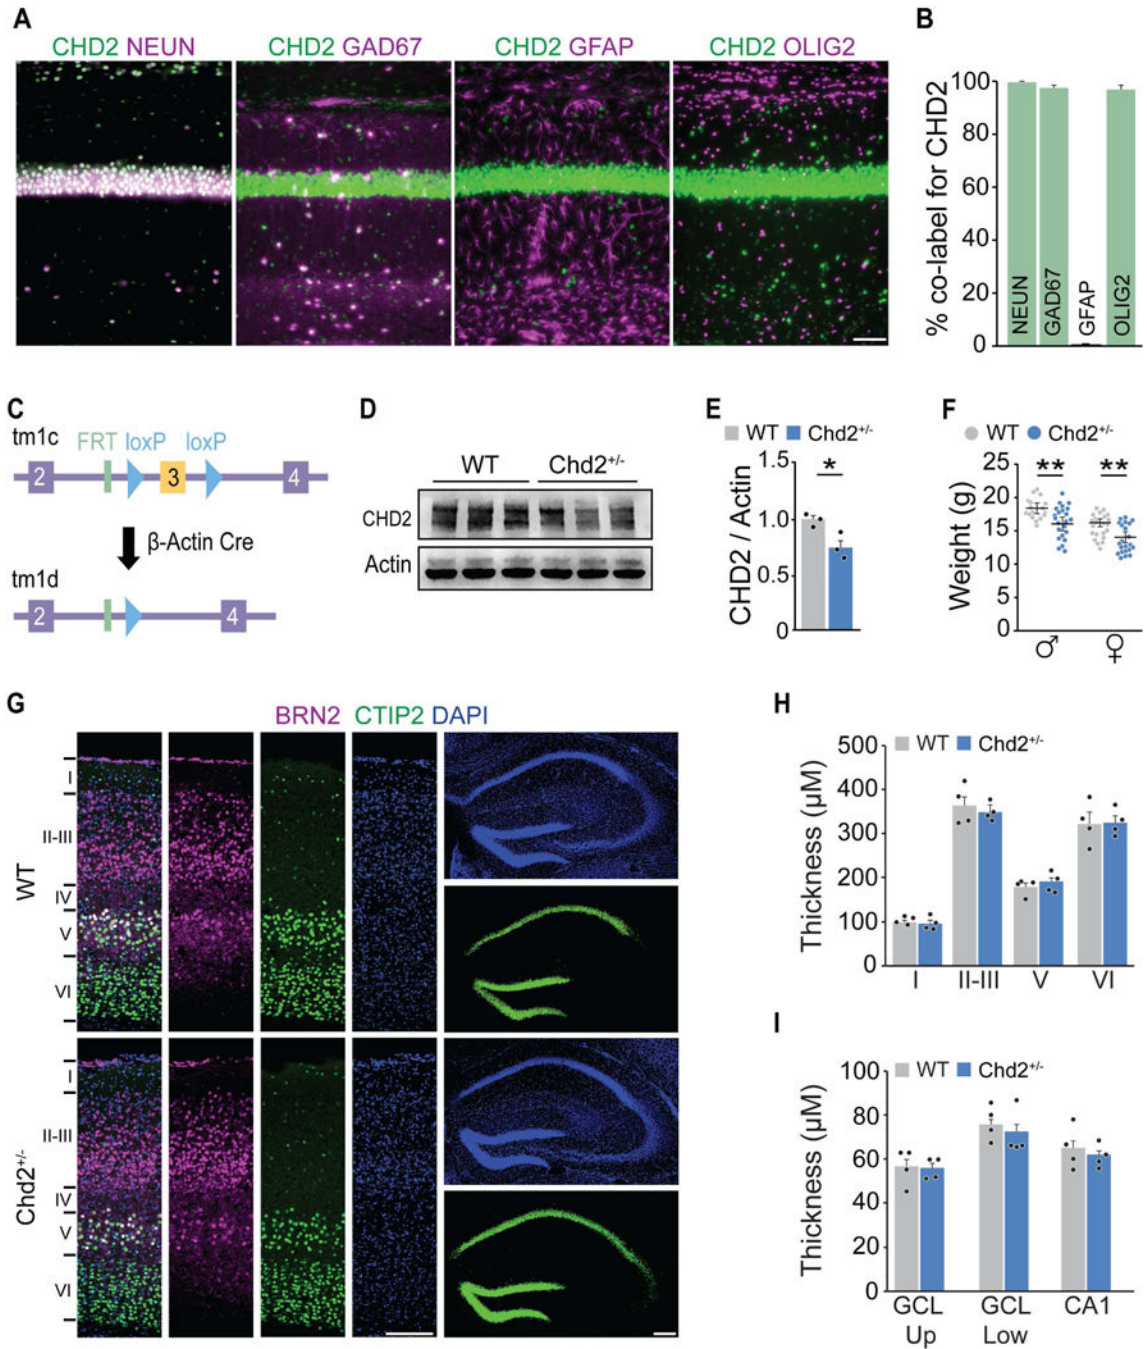 A
CHD2 NEUN
CHD2 GAD67
CHD2 GFAP
CHD2 OLIG2
B
% co-label for CHD2
100
80
60
40
20
0
NEUN
GAD67
GFAP
OLIG2
C
tm1c
FRT
loxP
loxP
2
3
4
β-Actin Cre
tm1d
2
4
D
WT
Chd2+/-
CHD2
Actin
E
WT
Chd2+/-
CHD2 / Actin
1.5
1.0
0.5
0
*
F
WT
Chd2+/-
Weight (g)
25
20
15
10
5
0
**
**
♂
♀
G
BRN2 CTIP2 DAPI
WT
I
II-III
IV
V
VI
Chd2+/-
I
II-III
IV
V
VI
H
WT
Chd2+/-
Thickness (µM)
500
400
300
200
100
0
I
II-III
V
VI
I
WT
Chd2+/-
Thickness (µM)
100
80
60
40
20
0
GCL
Up
GCL
Low
CA1